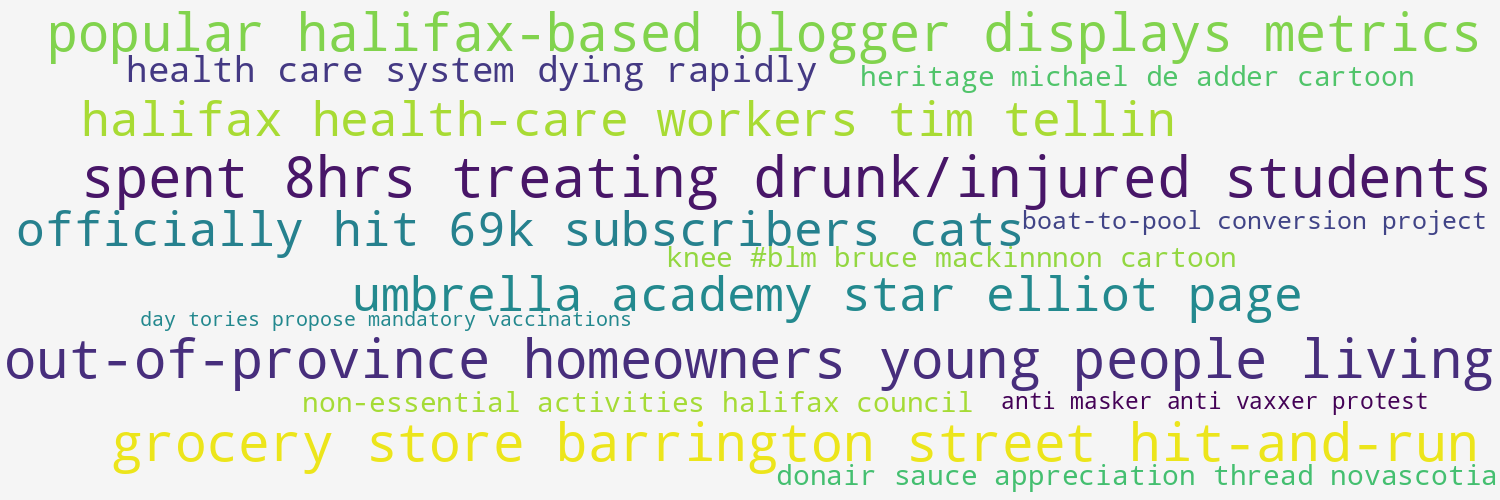 popular halifax-based blogger displays metrics
health care system dying rapidly
heritage michael de adder cartoon
halifax health-care workers tim tellin
spent 8hrs treating drunk/injured students
officially hit 69k subscribers cats
boat-to-pool conversion project
knee #blm bruce mackinnnon cartoon
umbrella academy star elliot page
day tories propose mandatory vaccinations
out-of-province homeowners young people living
non-essential activities halifax council
anti masker anti vaxxer protest
grocery store barrington street hit-and-run
donair sauce appreciation thread novascotia